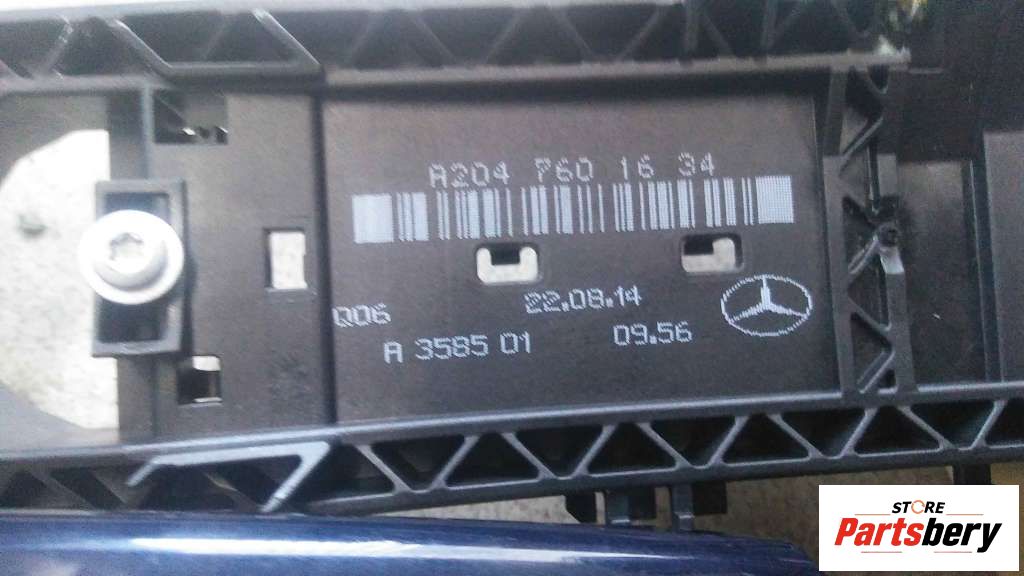 A204 760 16 34
Q06 22.08.14
A 3585 01 09.56
STORE
Partsbery